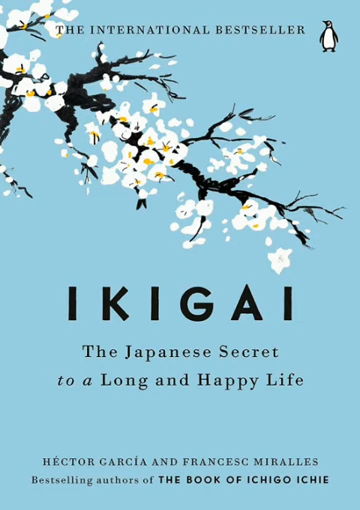 THE INTERNATIONAL BESTSELLER
IKIGAI
The Japanese Secret
to a Long and Happy Life
HÉCTOR GARCÍA AND FRANCESC MIRALLES
Bestselling authors of THE BOOK OF ICHIGO ICHIE